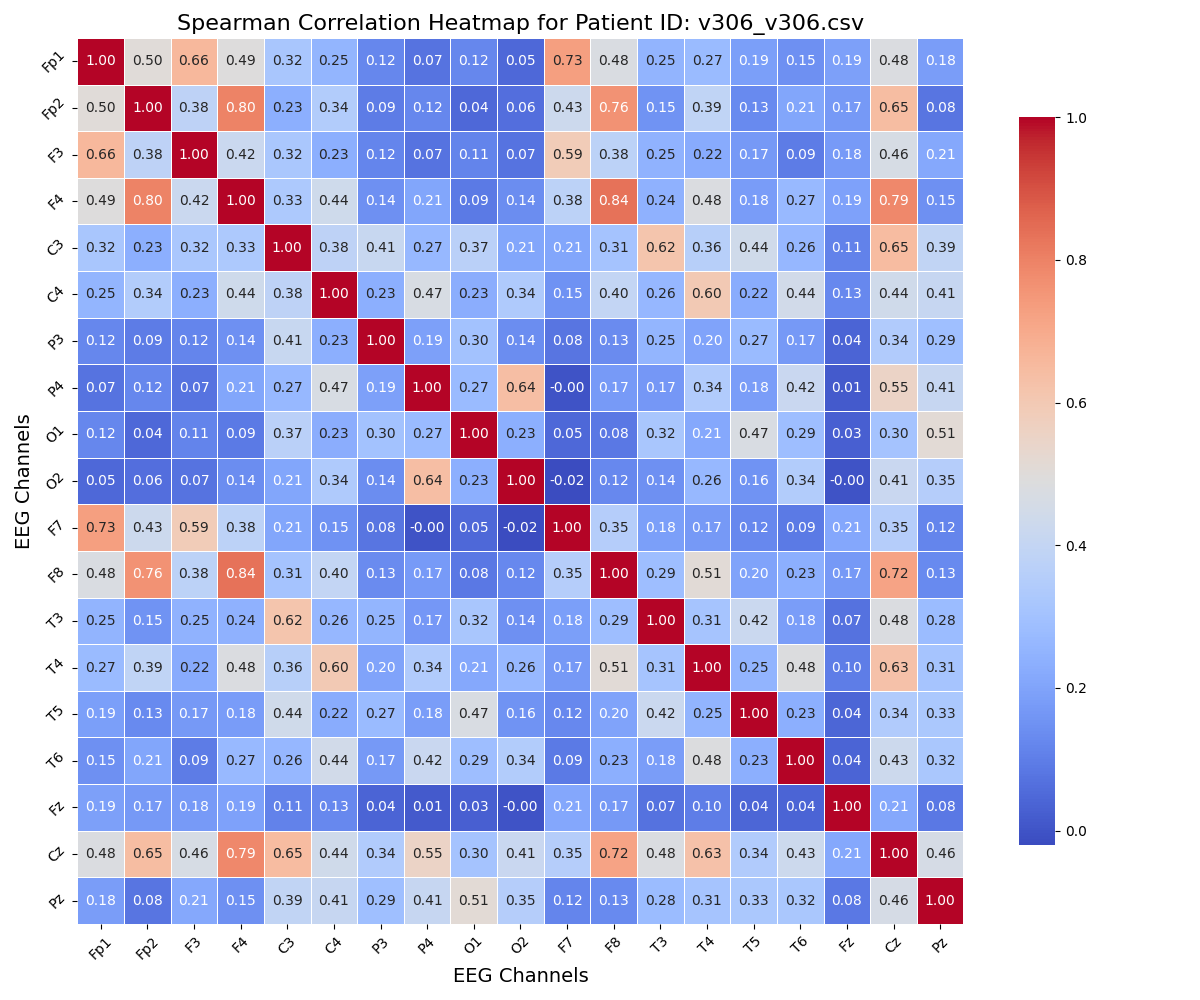 Spearman Correlation Heatmap for Patient ID: v306_v306.csv
Fp1 1.00 0.50 0.66 0.49 0.32 0.25 0.12 0.07 0.12 0.05 0.73 0.48 0.25 0.27 0.19 0.15 0.19 0.48 0.18
Fp2 0.50 1.00 0.38 0.80 0.23 0.34 0.09 0.12 0.04 0.06 0.43 0.76 0.15 0.39 0.13 0.21 0.17 0.65 0.08
F3 0.66 0.38 1.00 0.42 0.32 0.23 0.12 0.07 0.11 0.07 0.59 0.38 0.25 0.22 0.17 0.09 0.18 0.46 0.21
F4 0.49 0.80 0.42 1.00 0.33 0.44 0.14 0.21 0.09 0.14 0.38 0.84 0.24 0.48 0.18 0.27 0.19 0.79 0.15
C3 0.32 0.23 0.32 0.33 1.00 0.38 0.41 0.27 0.37 0.21 0.21 0.31 0.62 0.36 0.44 0.26 0.11 0.65 0.39
C4 0.25 0.34 0.23 0.44 0.38 1.00 0.23 0.47 0.23 0.34 0.15 0.40 0.26 0.60 0.22 0.44 0.13 0.44 0.41
P3 0.12 0.09 0.12 0.14 0.41 0.23 1.00 0.19 0.30 0.14 0.08 0.13 0.25 0.20 0.27 0.17 0.04 0.34 0.29
P4 0.07 0.12 0.07 0.21 0.27 0.47 0.19 1.00 0.27 0.64 -0.00 0.17 0.17 0.34 0.18 0.42 0.01 0.55 0.41
O1 0.12 0.04 0.11 0.09 0.37 0.23 0.30 0.27 1.00 0.23 0.05 0.08 0.32 0.21 0.47 0.29 0.03 0.30 0.51
O2 0.05 0.06 0.07 0.14 0.21 0.34 0.14 0.64 0.23 1.00 -0.02 0.12 0.14 0.26 0.16 0.34 -0.00 0.41 0.35
F7 0.73 0.43 0.59 0.38 0.21 0.15 0.08 -0.00 0.05 -0.02 1.00 0.35 0.18 0.17 0.12 0.09 0.21 0.35 0.12
F8 0.48 0.76 0.38 0.84 0.31 0.40 0.13 0.17 0.08 0.12 0.35 1.00 0.29 0.51 0.20 0.23 0.17 0.72 0.13
T3 0.25 0.15 0.25 0.24 0.62 0.26 0.25 0.17 0.32 0.14 0.18 0.29 1.00 0.31 0.42 0.18 0.07 0.48 0.28
T4 0.27 0.39 0.22 0.48 0.36 0.60 0.20 0.34 0.21 0.26 0.17 0.51 0.31 1.00 0.25 0.48 0.10 0.63 0.31
T5 0.19 0.13 0.17 0.18 0.44 0.22 0.27 0.18 0.47 0.16 0.12 0.20 0.42 0.25 1.00 0.23 0.04 0.34 0.33
T6 0.15 0.21 0.09 0.27 0.26 0.44 0.17 0.42 0.29 0.34 0.09 0.23 0.18 0.48 0.23 1.00 0.04 0.43 0.32
Fz 0.19 0.17 0.18 0.19 0.11 0.13 0.04 0.01 0.03 -0.00 0.21 0.17 0.07 0.10 0.04 0.04 1.00 0.21 0.08
Cz 0.48 0.65 0.46 0.79 0.65 0.44 0.34 0.55 0.30 0.41 0.35 0.72 0.48 0.63 0.34 0.43 0.21 1.00 0.46
Pz 0.18 0.08 0.21 0.15 0.39 0.41 0.29 0.41 0.51 0.35 0.12 0.13 0.28 0.31 0.33 0.32 0.08 0.46 1.00
Fp1 Fp2 F3 F4 C3 C4 P3 P4 O1 O2 F7 F8 T3 T4 T5 T6 Fz Cz Pz
EEG Channels
EEG Channels
1.0
0.8
0.6
0.4
0.2
0.0